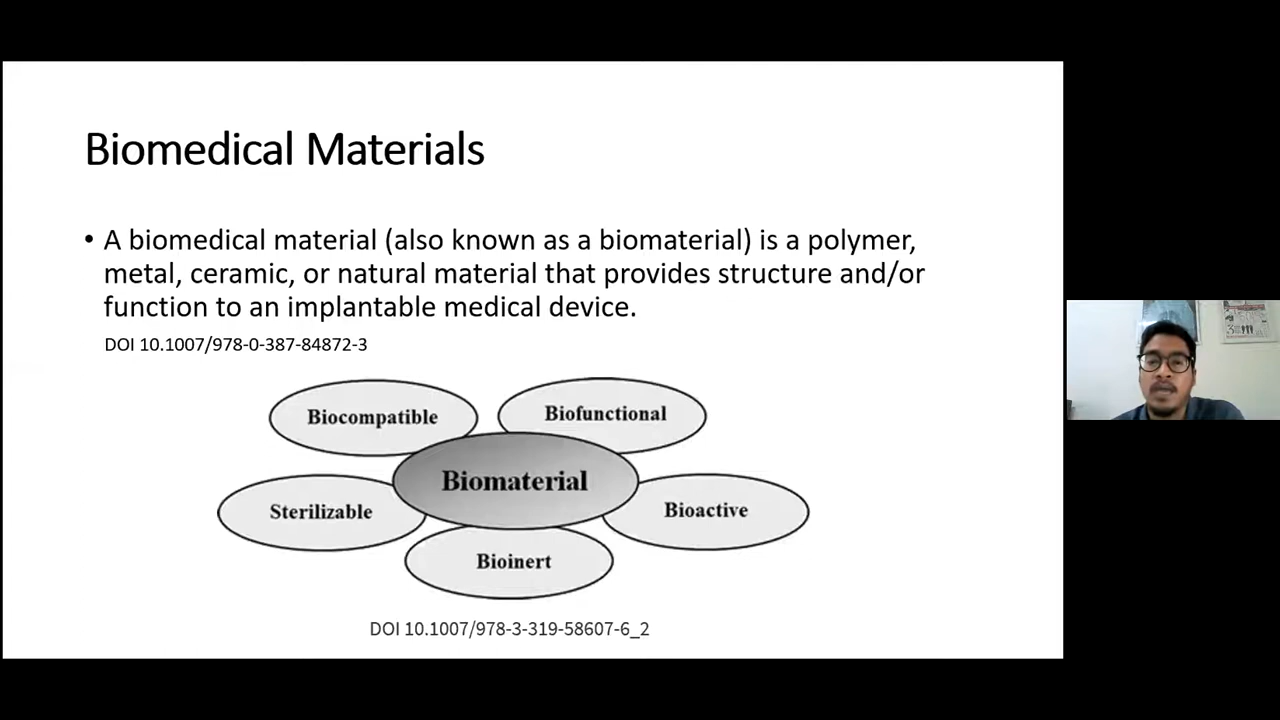 Biomedical Materials
• A biomedical material (also known as a biomaterial) is a polymer,
metal, ceramic, or natural material that provides structure and/or
function to an implantable medical device.
DOI 10.1007/978-0-387-84872-3
Biocompatible
Biofunctional
Biomaterial
Sterilizable
Bioactive
Bioinert
DOI 10.1007/978-3-319-58607-6_2